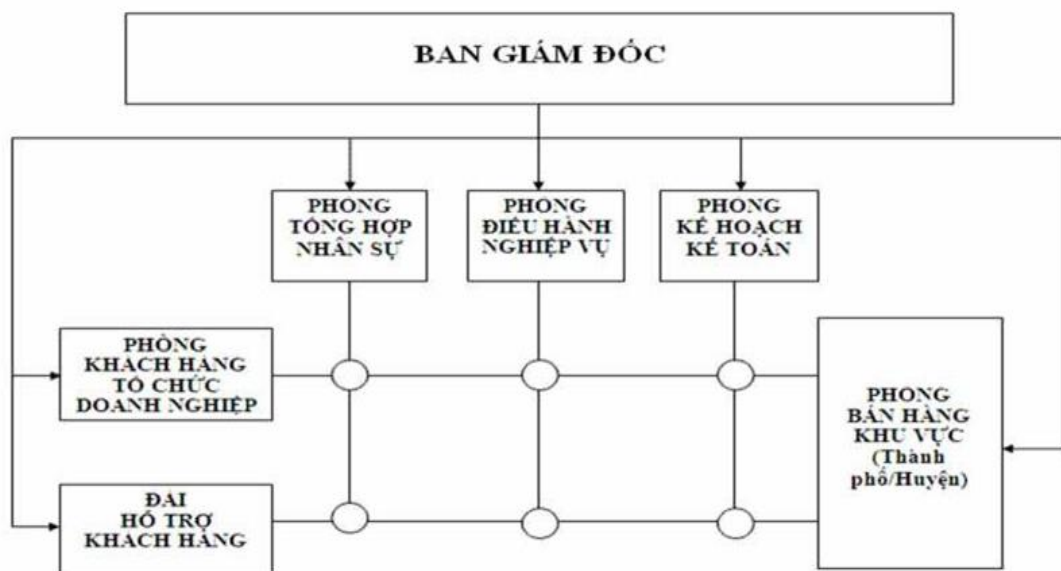 BAN GIÁM ĐỐC
PHÒNG
TỔNG HỢP
NHÂN SỰ
PHÒNG
ĐIỀU HÀNH
NGHIỆP VỤ
PHÒNG
KẾ HOẠCH
KẾ TOÁN
PHÒNG
KHÁCH HÀNG
TỔ CHỨC
DOANH NGHIỆP
PHÒNG
BÁN HÀNG
KHU VỰC
(Thành
phố/Huyện)
ĐÀI
HỖ TRỢ
KHÁCH HÀNG